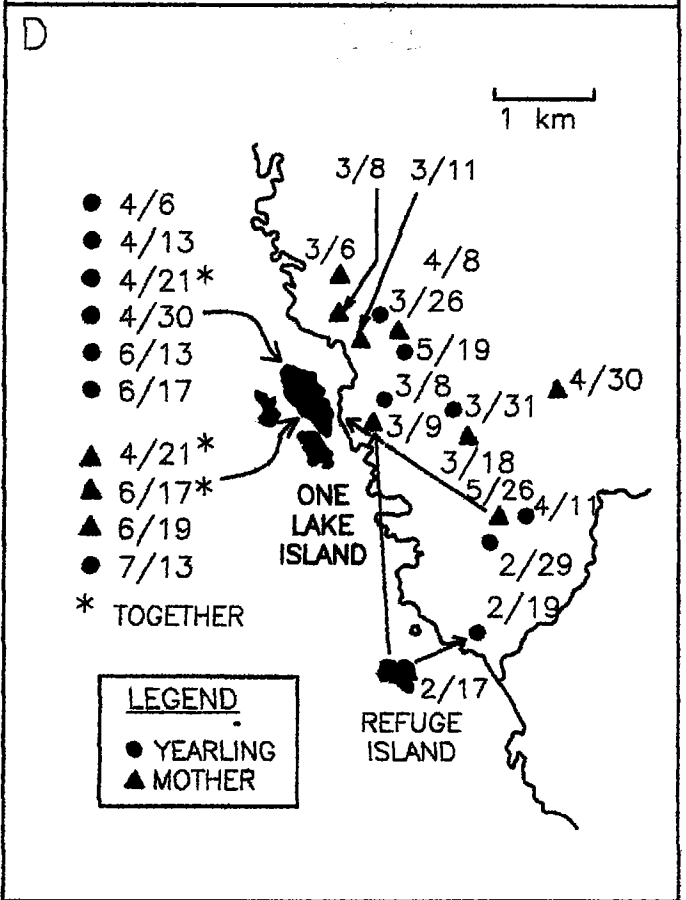 D
1 km
3/8 3/11
4/6
4/13
3/6
4/8
4/21*
3/26
4/30
5/19
6/13
6/17
3/8
4/30
3/31
3/9
4/21*
3/18
6/17*
5/26
4/11
ONE
LAKE
ISLAND
6/19
7/13
2/29
2/19
* TOGETHER
2/17
REFUGE
ISLAND
LEGEND
YEARLING
MOTHER